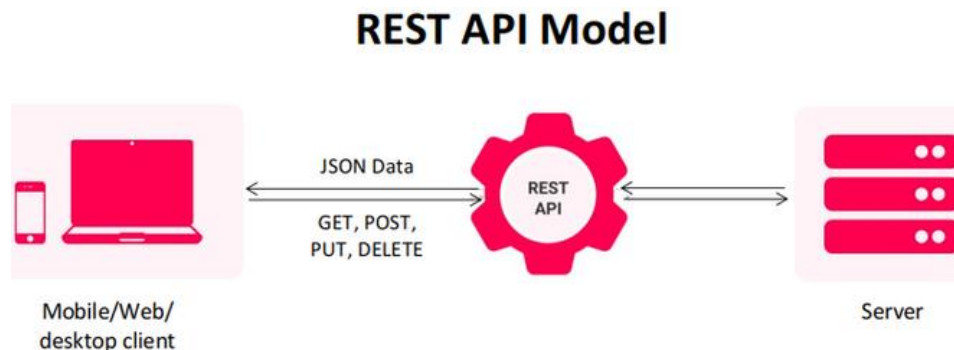 REST API Model
JSON Data
GET, POST,
PUT, DELETE
REST
API
Mobile/Web/
desktop client
Server